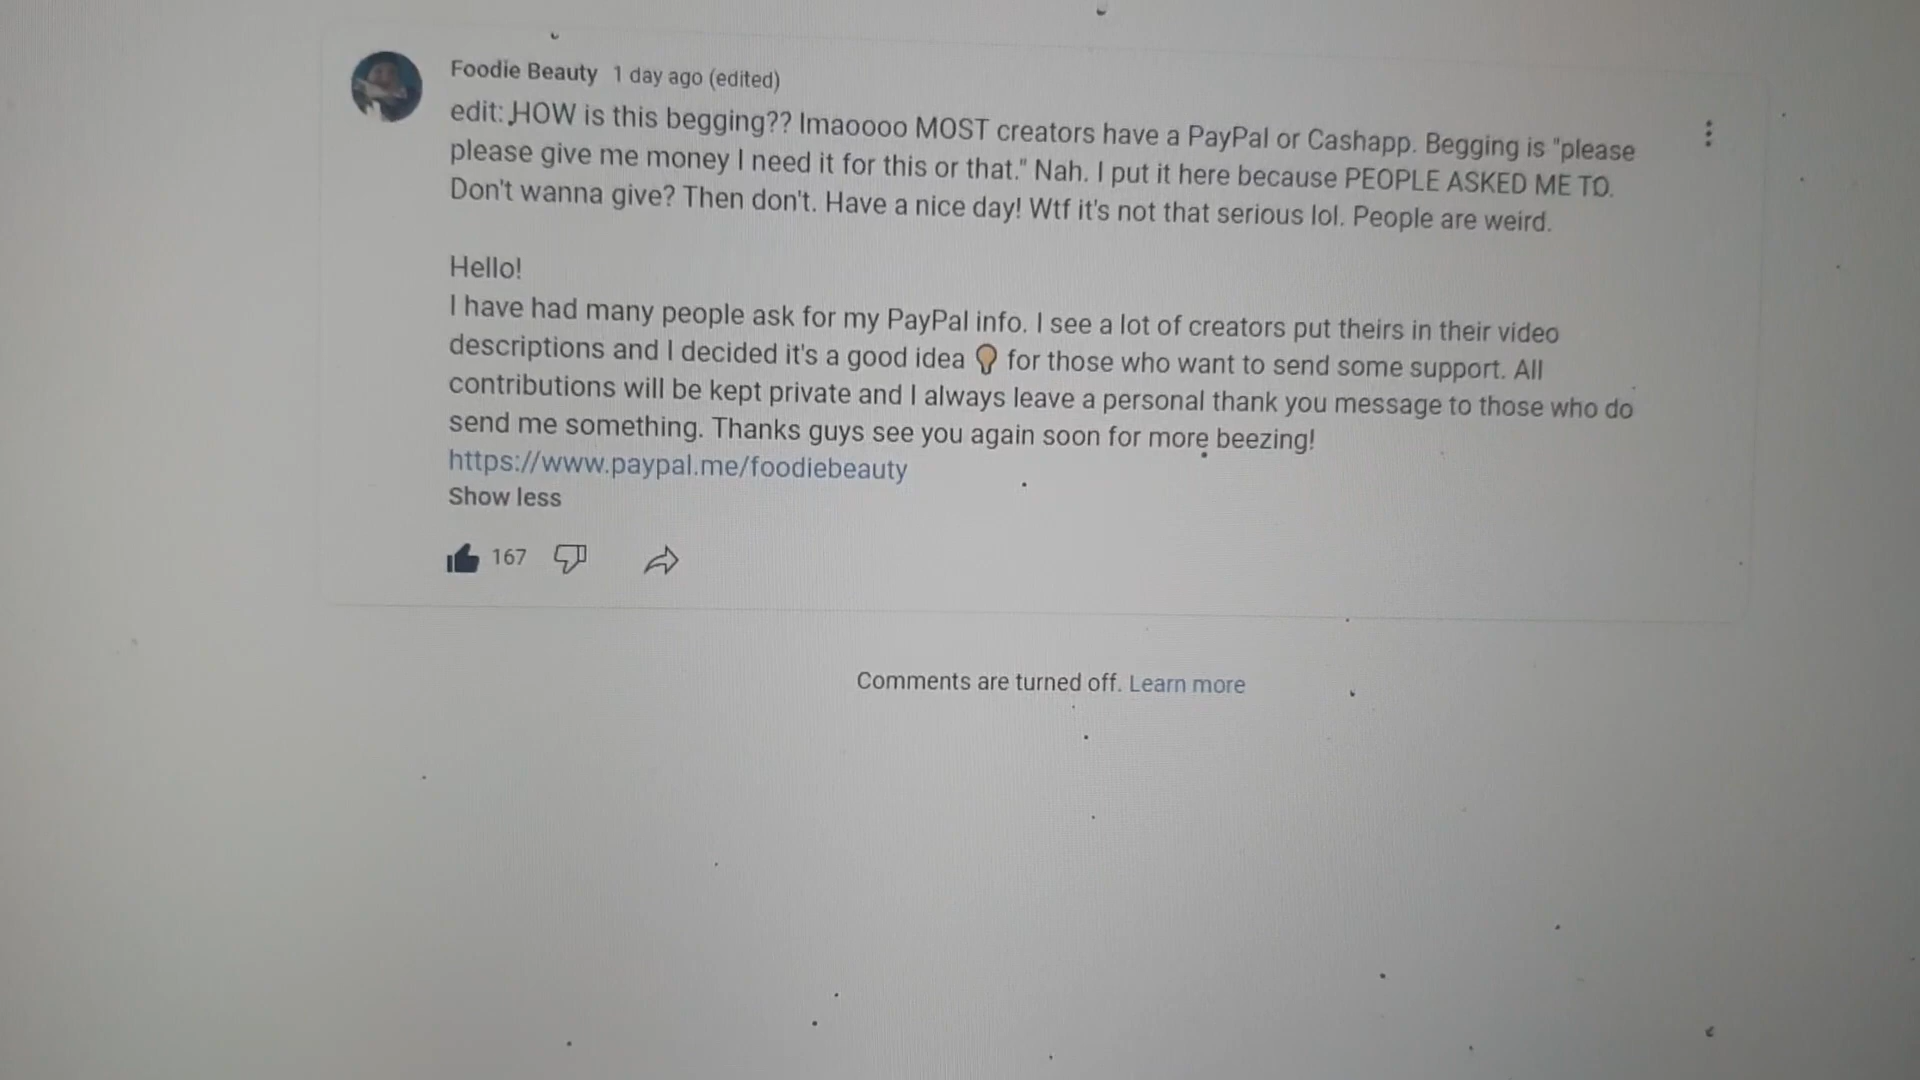 Foodie Beauty 1 day ago (edited)
edit: HOW is this begging?? lmaoooo MOST creators have a PayPal or Cashapp. Begging is "please
please give me money I need it for this or that." Nah. I put it here because PEOPLE ASKED ME TO.
Don't wanna give? Then don't. Have a nice day! Wtf it's not that serious lol. People are weird.
Hello!
I have had many people ask for my PayPal info. I see a lot of creators put theirs in their video
descriptions and I decided it's a good idea 💡 for those who want to send some support. All
contributions will be kept private and I always leave a personal thank you message to those who do
send me something. Thanks guys see you again soon for more beezing!
https://www.paypal.me/foodiebeauty
Show less
167
Comments are turned off. Learn more